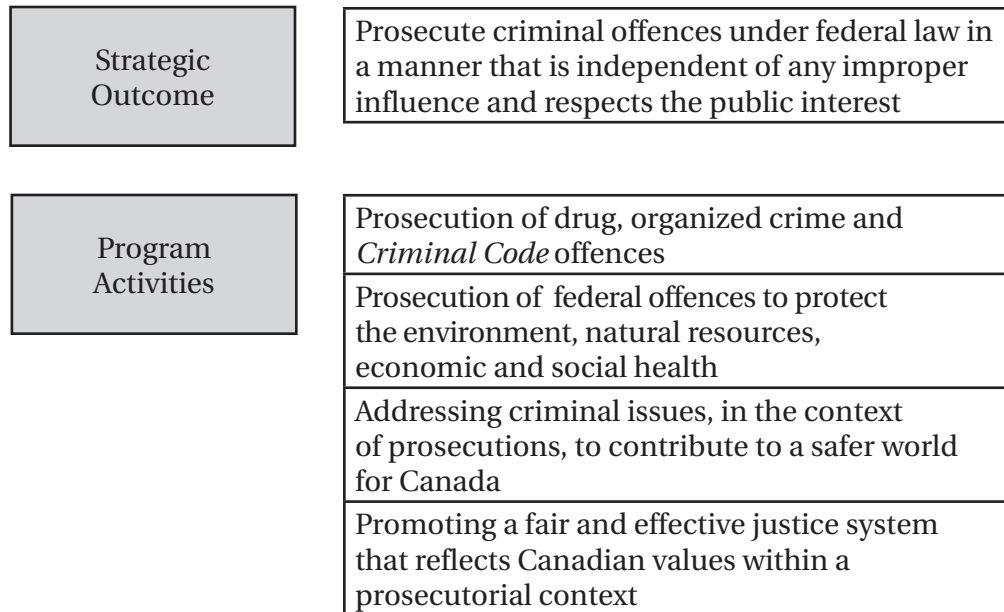 Strategic
Outcome
Prosecute criminal offences under federal law in
a manner that is independent of any improper
influence and respects the public interest
Program
Activities
Prosecution of drug, organized crime and
Criminal Code offences
Prosecution of federal offences to protect
the environment, natural resources,
economic and social health
Addressing criminal issues, in the context
of prosecutions, to contribute to a safer world
for Canada
Promoting a fair and effective justice system
that reflects Canadian values within a
prosecutorial context